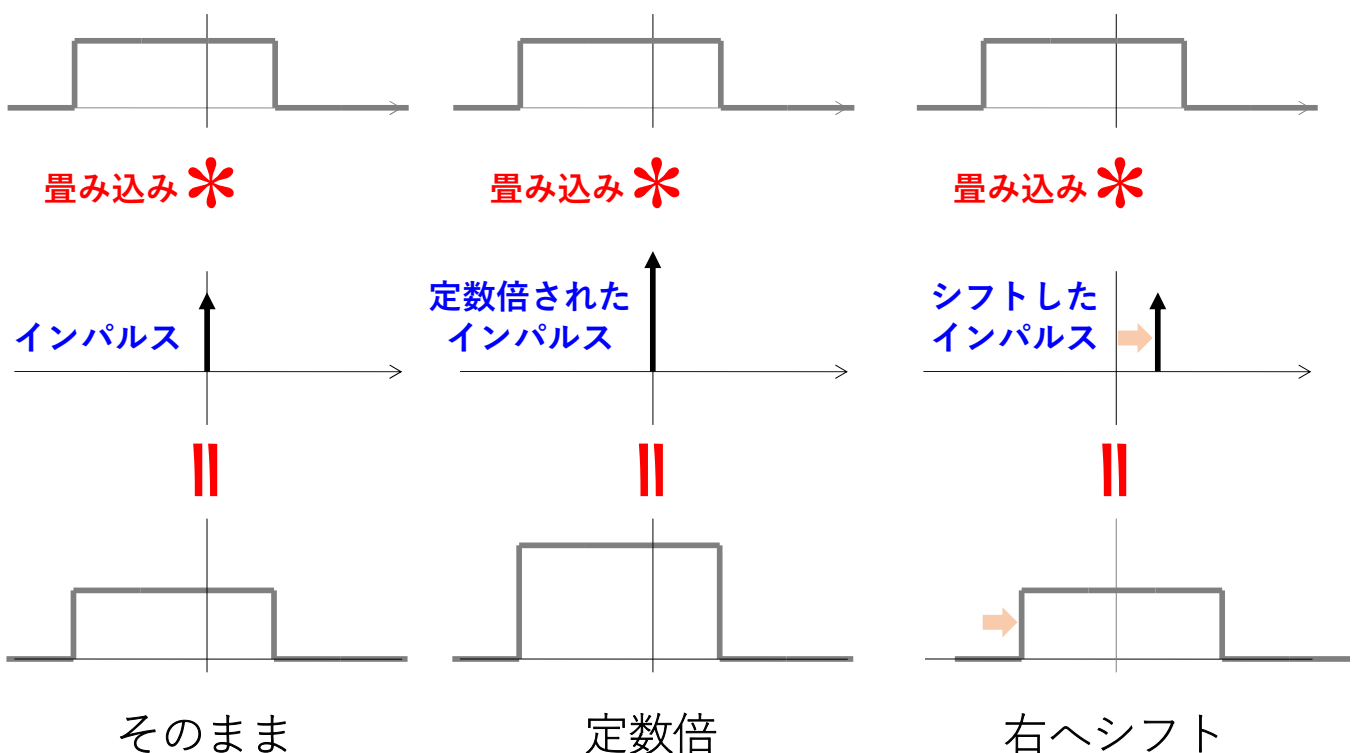 畳み込み *
畳み込み *
畳み込み *
インパルス
定数倍された
インパルス
シフトした
インパルス
=
=
=
そのまま
定数倍
右へシフト